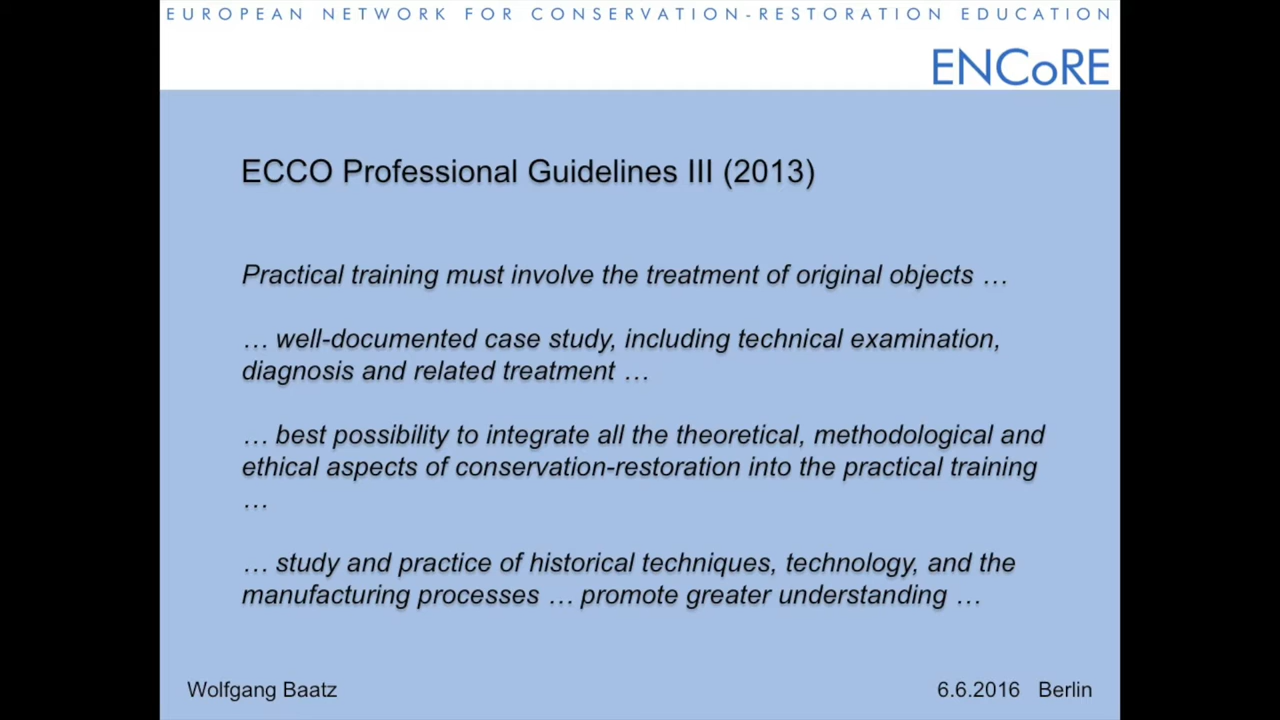 EUROPEAN NETWORK FOR CONSERVATION-RESTORATION EDUCATION
ENCoRE
ECCO Professional Guidelines III (2013)
Practical training must involve the treatment of original objects …
… well-documented case study, including technical examination,
diagnosis and related treatment …
… best possibility to integrate all the theoretical, methodological and
ethical aspects of conservation-restoration into the practical training
…
… study and practice of historical techniques, technology, and the
manufacturing processes … promote greater understanding …
Wolfgang Baatz
6.6.2016 Berlin